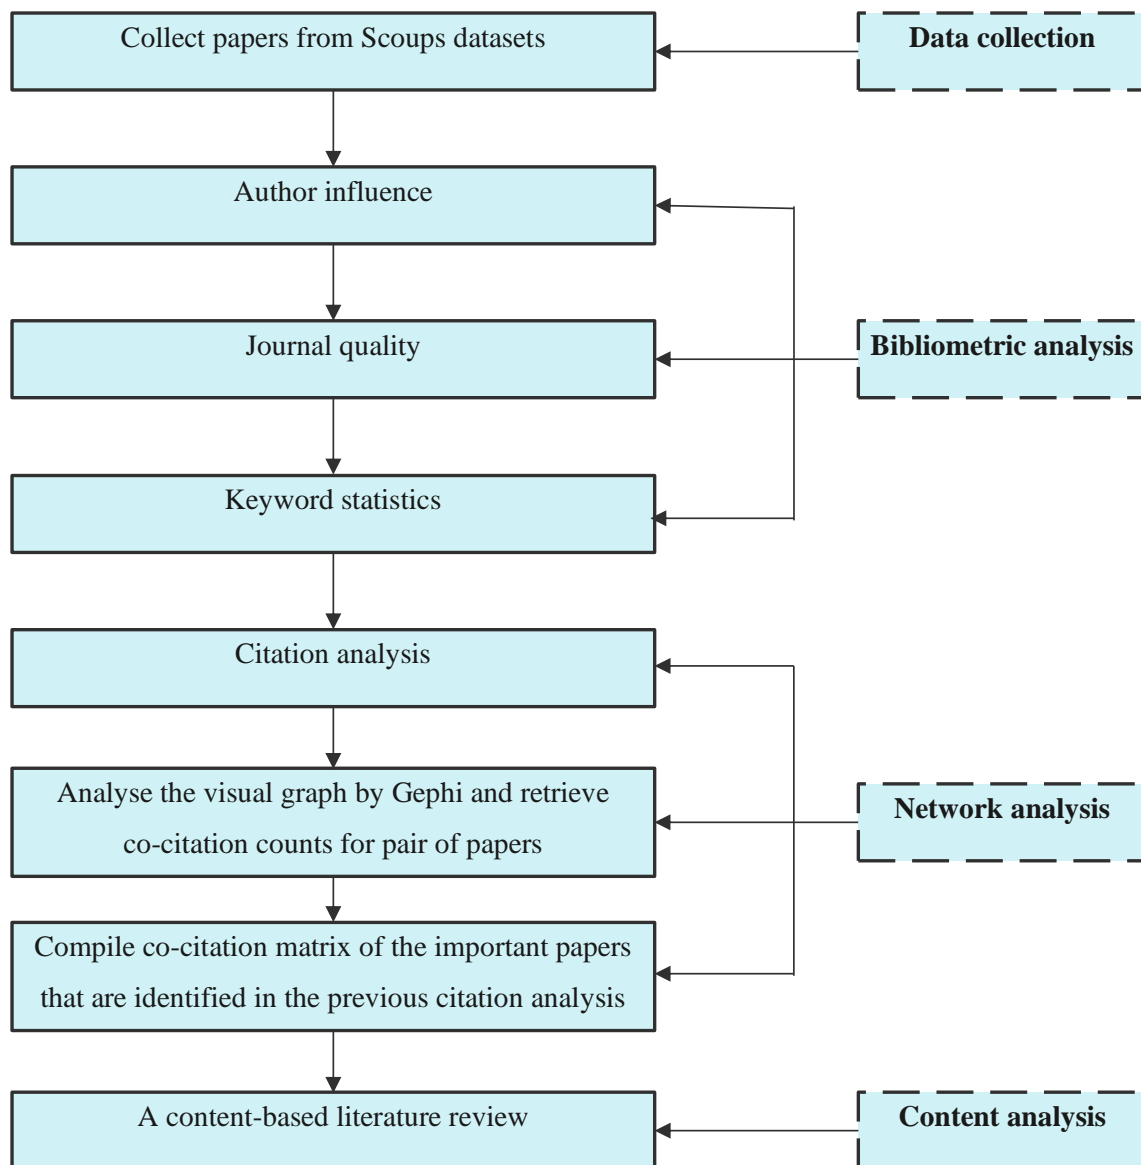 Collect papers from Scoups datasets
Data collection
Author influence
Journal quality
Bibliometric analysis
Keyword statistics
Citation analysis
Analyse the visual graph by Gephi and retrieve
co-citation counts for pair of papers
Network analysis
Compile co-citation matrix of the important papers
that are identified in the previous citation analysis
A content-based literature review
Content analysis